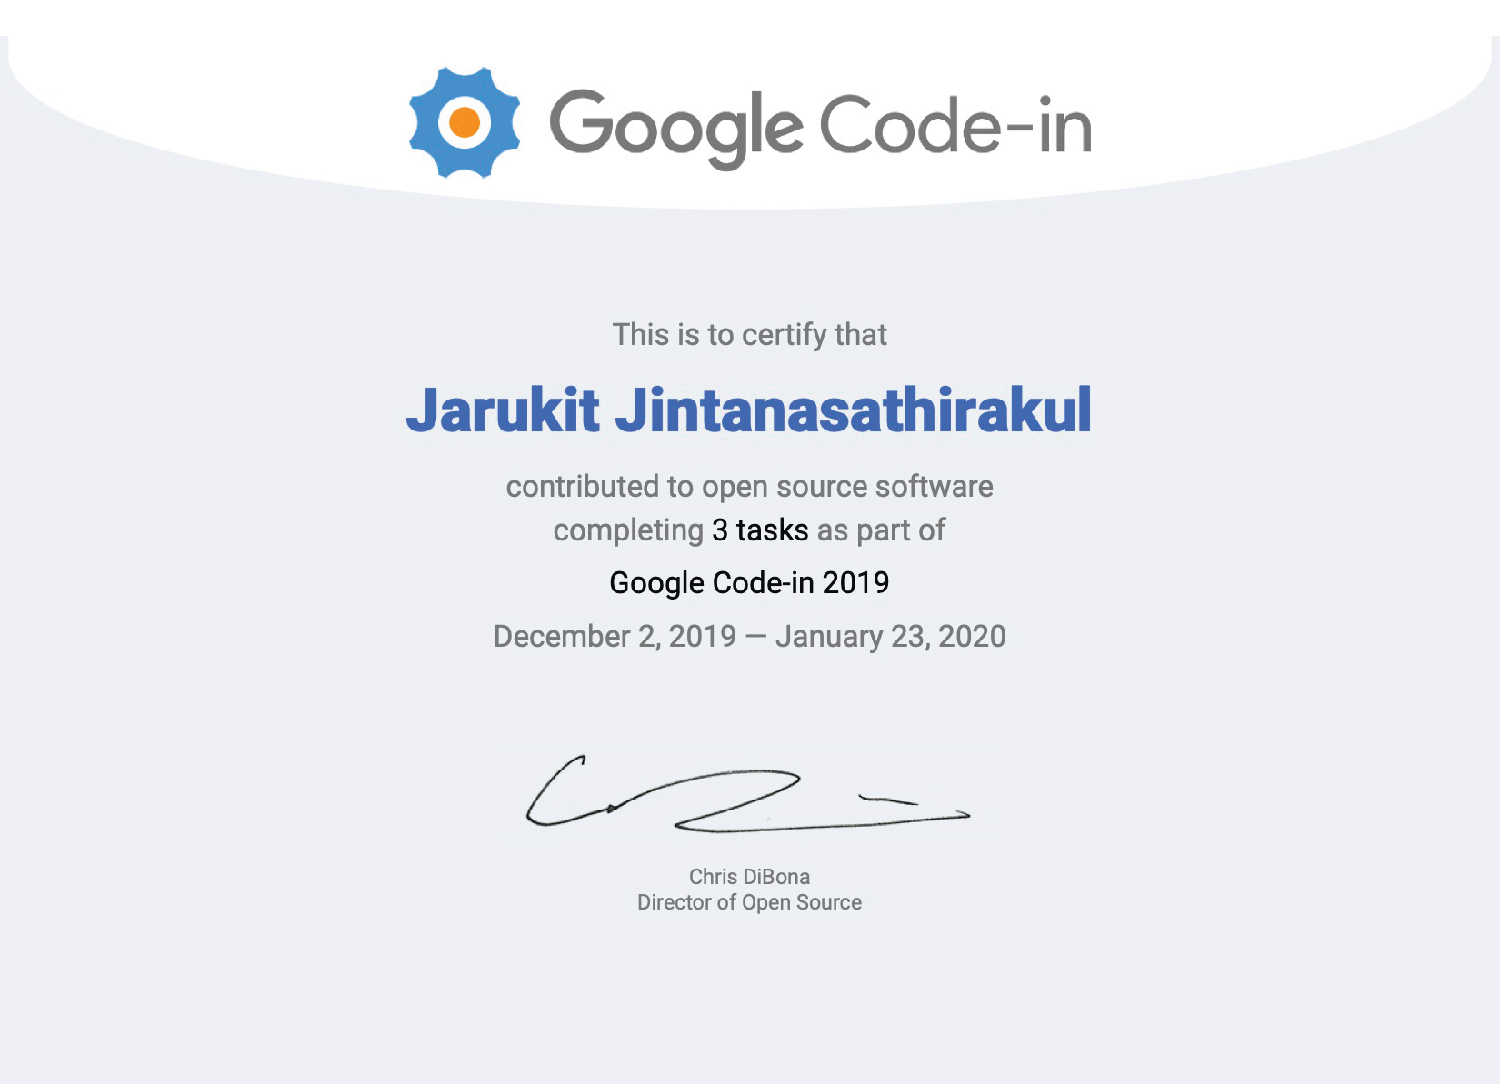 Google Code-in
This is to certify that
Jarukit Jintanasathirakul
contributed to open source software
completing 3 tasks as part of
Google Code-in 2019
December 2, 2019 — January 23, 2020
Chris DiBona
Director of Open Source